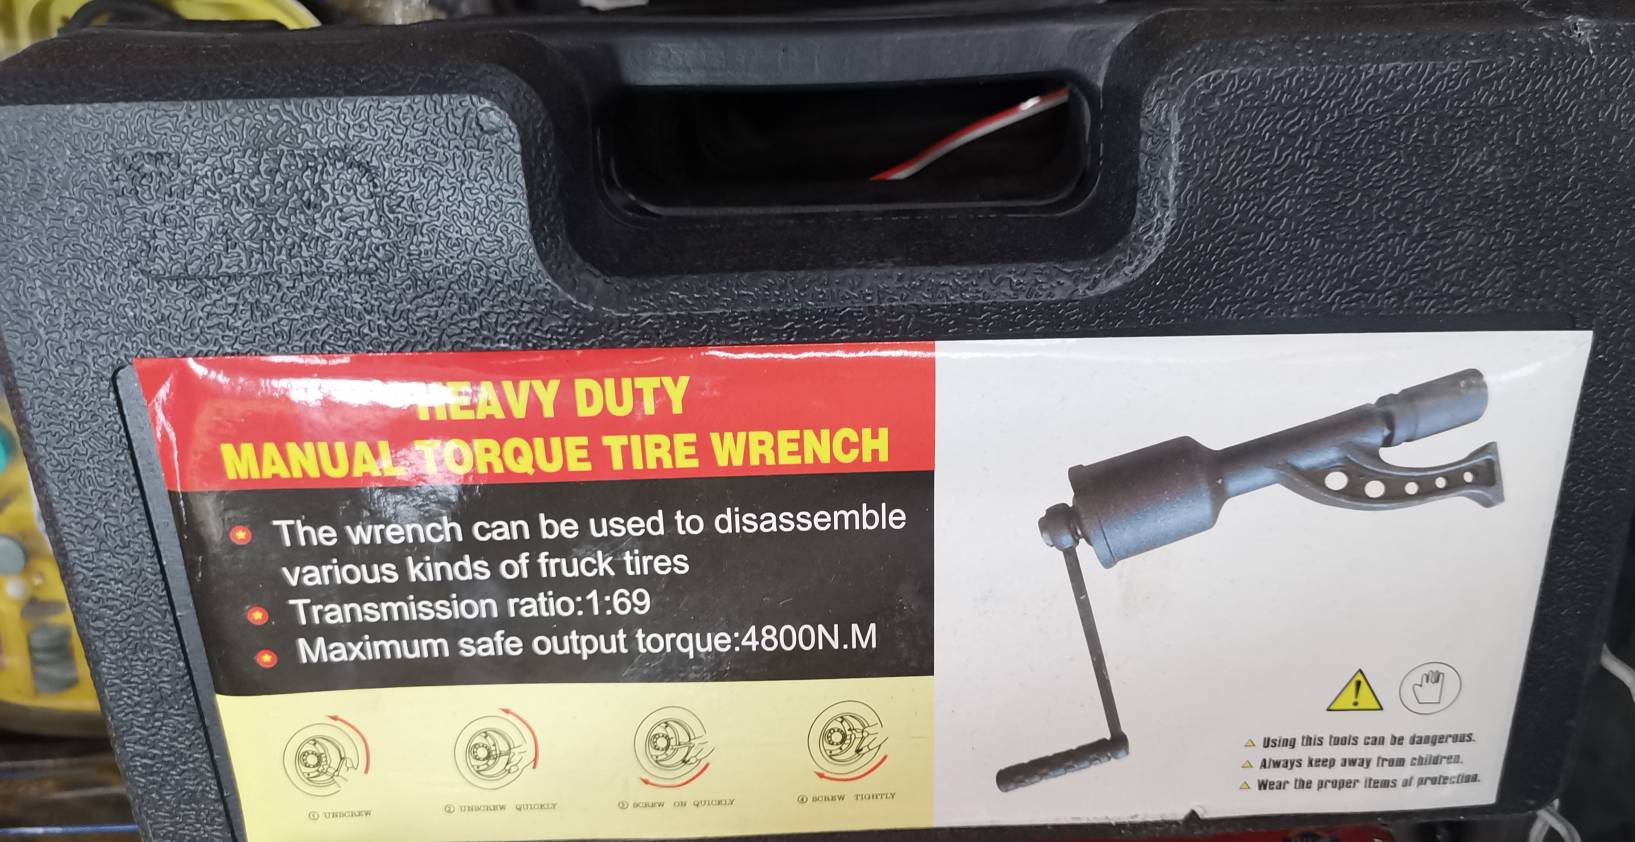 HEAVY DUTY
MANUAL TORQUE TIRE WRENCH
The wrench can be used to disassemble
various kinds of fruck tires
Transmission ratio:1:69
Maximum safe output torque:4800N.M
① UNSCREW
② UNSCREW QUICKLY
③ SCREW ON QUICKLY
④ SCREW TIGHTLY
Using this tools can be dangerous.
Always keep away from children.
Wear the proper items of protection.